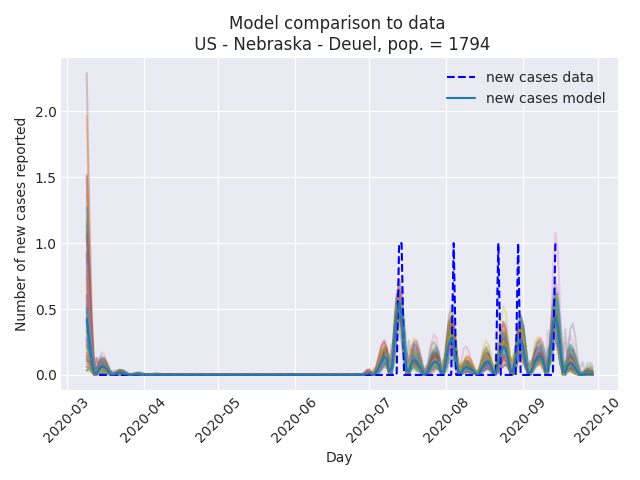 Model comparison to data
US - Nebraska - Deuel, pop. = 1794
new cases data
new cases model
Number of new cases reported
2.0
1.5
1.0
0.5
0.0
2020-03
2020-04
2020-05
2020-06
2020-07
2020-08
2020-09
2020-10
Day